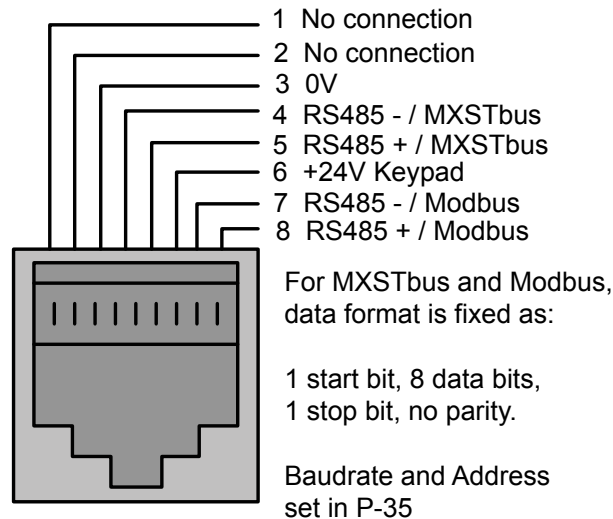 1 No connection
2 No connection
3 0V
4 RS485 - / MXSTbus
5 RS485 + / MXSTbus
6 +24V Keypad
7 RS485 - / Modbus
8 RS485 + / Modbus
For MXSTbus and Modbus,
data format is fixed as:
1 start bit, 8 data bits,
1 stop bit, no parity.
Baudrate and Address
set in P-35